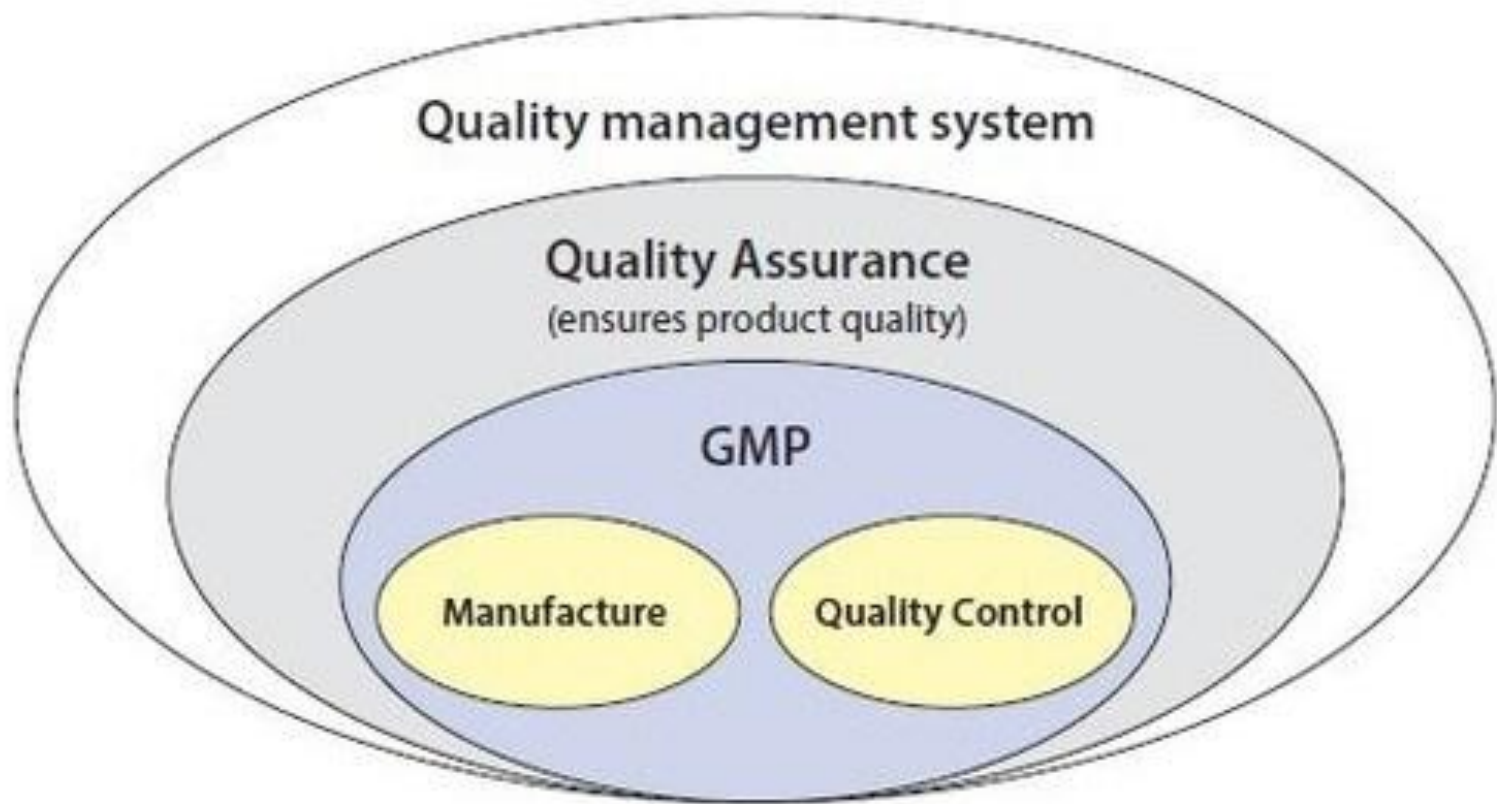 Quality management system
Quality Assurance
(ensures product quality)
GMP
Manufacture
Quality Control